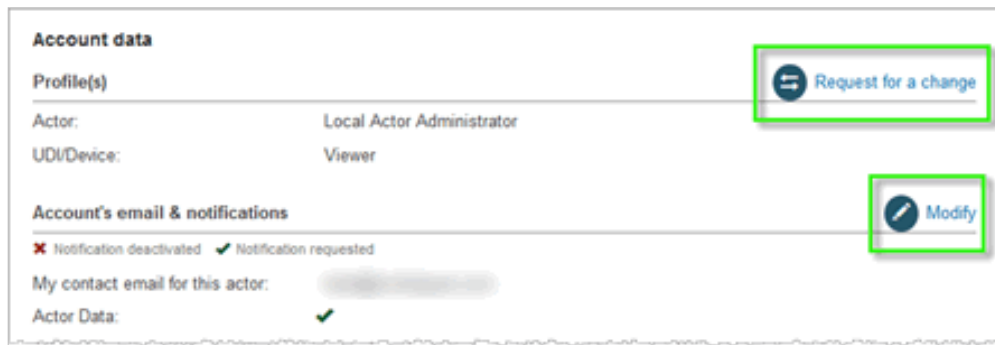 Account data
Profile(s)
Request for a change
Actor: Local Actor Administrator
UDI/Device: Viewer
Account's email & notifications
Modify
Notification deactivated Notification requested
My contact email for this actor:
Actor Data: